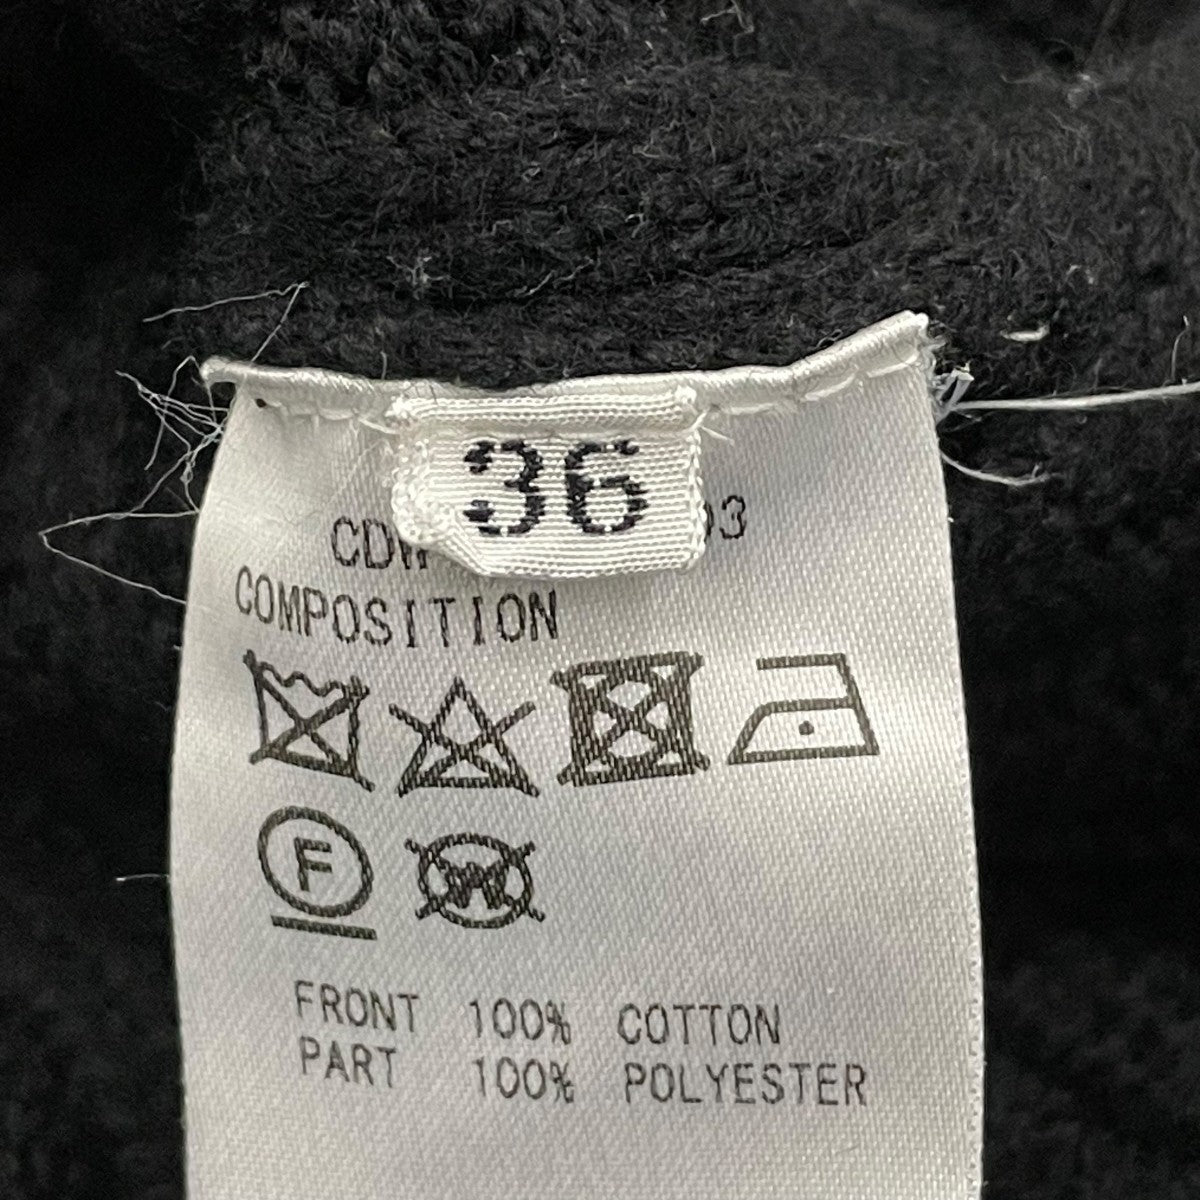 36
COMPOSITION
F
W
FRONT 100% COTTON
PART 100% POLYESTER